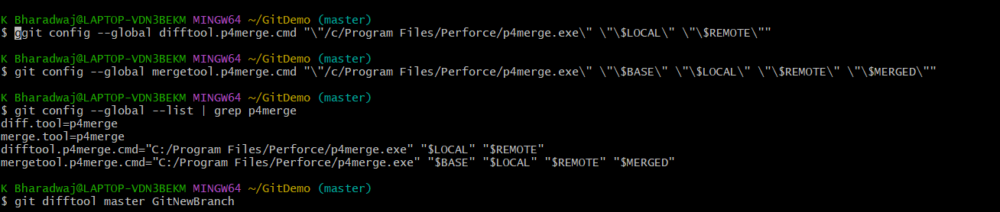 K Bharadwaj@LAPTOP-VDN3BEKM MINGW64 ~/GitDemo (master)
$ ggit config --global difftool.p4merge.cmd "\"/c/Program Files/Perforce/p4merge.exe\" \"\$LOCAL\" \"\$REMOTE\""
K Bharadwaj@LAPTOP-VDN3BEKM MINGW64 ~/GitDemo (master)
$ git config --global mergetool.p4merge.cmd "\"/c/Program Files/Perforce/p4merge.exe\" \"\$BASE\" \"\$LOCAL\" \"\$REMOTE\" \"\$MERGED\""
K Bharadwaj@LAPTOP-VDN3BEKM MINGW64 ~/GitDemo (master)
$ git config --global --list | grep p4merge
diff.tool=p4merge
merge.tool=p4merge
difftool.p4merge.cmd="C:/Program Files/Perforce/p4merge.exe" "$LOCAL" "$REMOTE"
mergetool.p4merge.cmd="C:/Program Files/Perforce/p4merge.exe" "$BASE" "$LOCAL" "$REMOTE" "$MERGED"
K Bharadwaj@LAPTOP-VDN3BEKM MINGW64 ~/GitDemo (master)
$ git difftool master GitNewBranch